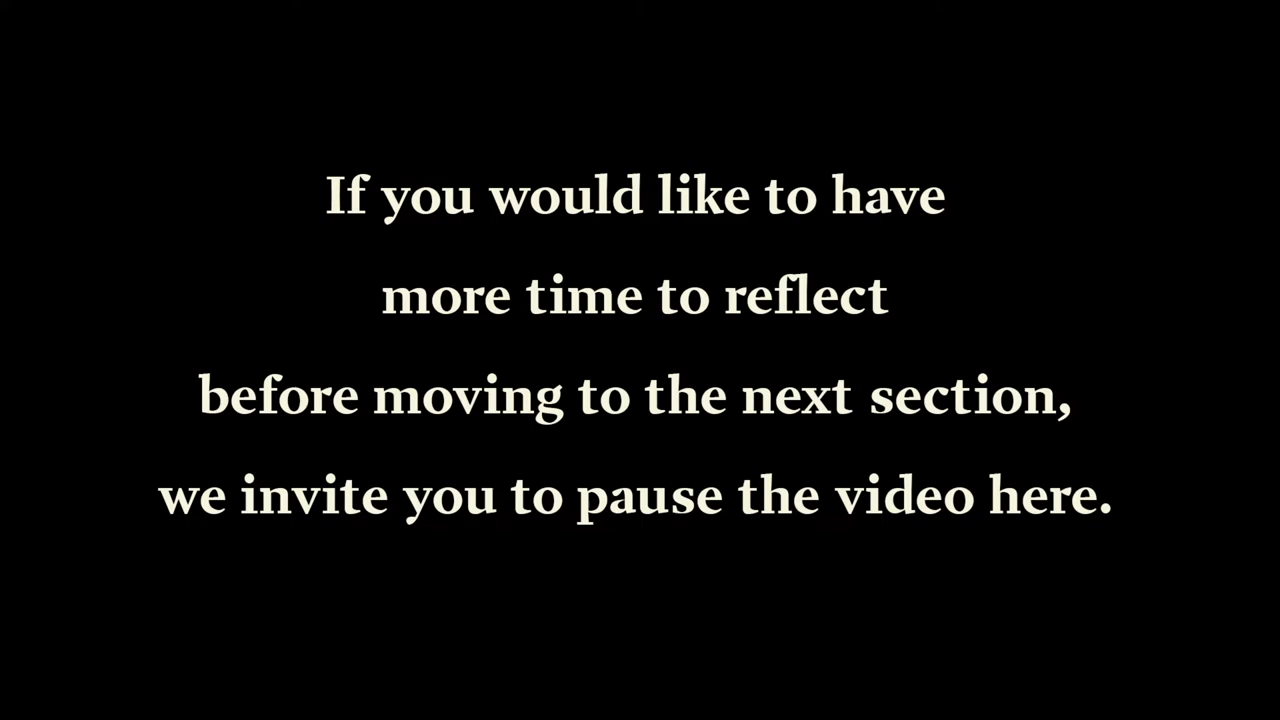 If you would like to have
more time to reflect
before moving to the next section,
we invite you to pause the video here.